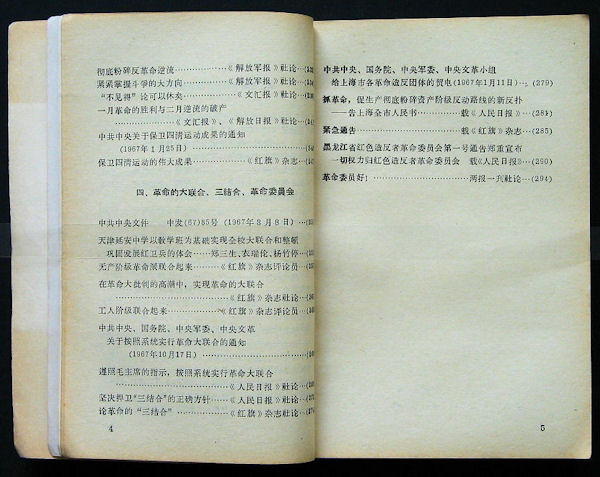 彻底粉碎反革命逆流……………《解放军报》社论…
紧紧掌握斗争的大方向…………《解放军报》社论…
“不见得”论可以休矣……………《文汇报》社论…
一月革命的胜利与二月逆流的破产
……………《文汇报》、《解放日报》社论…
中共中央关于保卫四清运动成果的通知
(1967年1月25日)……………
保卫四清运动的伟大成果…………《红旗》杂志…
四、革命的大联合、三结合、革命委员会
中共中央文件 中发(67)85号(1967年3月8日)…
天津延安中学以教学班为基础实现全校大联合和整顿
巩固发展红卫兵的体会……郑三生、衣瑞伦、杨竹停…
无产阶级革命派联合起来……《红旗》杂志评论员…
在革命大批判的高潮中，实现革命的大联合
……………《红旗》杂志社论…
工人阶级联合起来…………《红旗》杂志评论员…
中共中央、国务院、中央军委、中央文革
关于按照系统实行革命大联合的通知
(1967年10月17日)……………
遵照毛主席的指示，按照系统实行革命大联合
……………《人民日报》社论…
坚决捍卫“三结合”的正确方针……《人民日报》社论…
论革命的“三结合”……………《红旗》杂志社论…
4
中共中央、国务院、中央军委、中央文革小组
给上海市各革命造反团体的贺电(1967年1月11日)…(279)
抓革命，促生产彻底粉碎资产阶级反动路线的新反扑
——告上海全市人民书…………载《人民日报》…(281)
紧急通告……………载《红旗》杂志…(285)
黑龙江省红色造反者革命委员会第一号通告郑重宣布
一切权力归红色造反者革命委员会 载《人民日报》…(290)
革命委员好！……………两报一刊社论…(294)
5